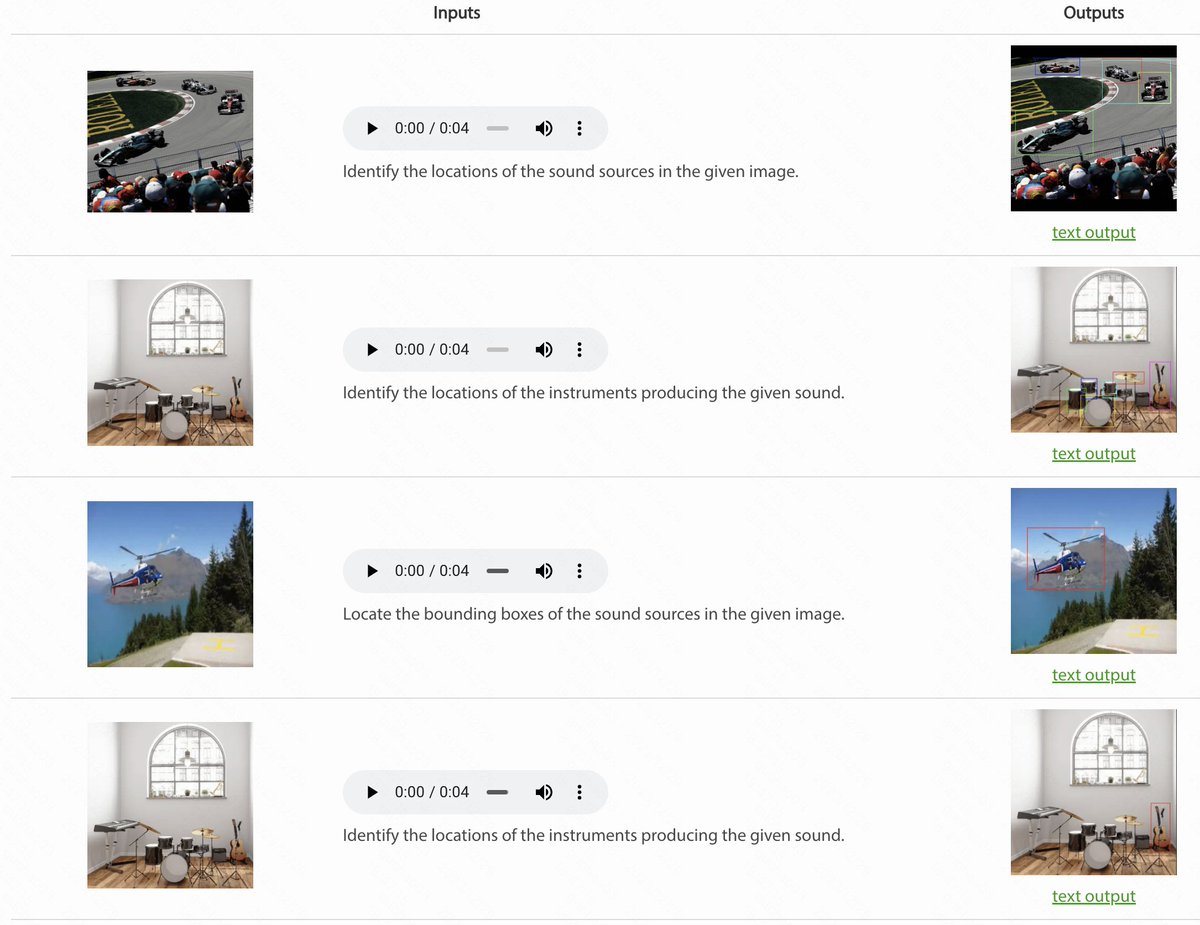 Inputs Outputs
ROLEX
0:00 / 0:04
Identify the locations of the sound sources in the given image.
text output
0:00 / 0:04
Identify the locations of the instruments producing the given sound.
text output
0:00 / 0:04
Locate the bounding boxes of the sound sources in the given image.
text output
0:00 / 0:04
Identify the locations of the instruments producing the given sound.
text output